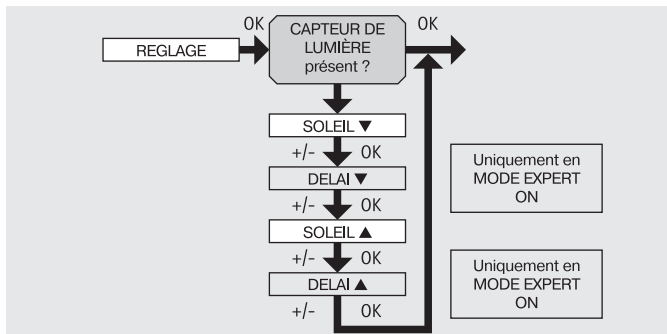 OK
CAPTEUR DE
LUMIÈRE
présent ?
OK
REGLAGE
SOLEIL ▼
+/- OK
DELAI ▼
+/- OK
SOLEIL ▲
+/- OK
DELAI ▲
+/- OK
Uniquement en
MODE EXPERT
ON
Uniquement en
MODE EXPERT
ON